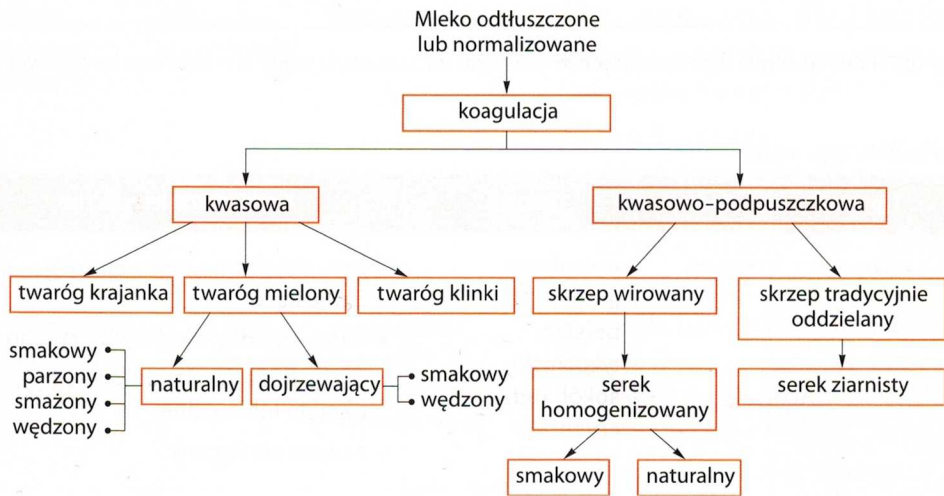 Mleko odtłuszczone
lub normalizowane
koagulacja
kwasowa
kwasowo-podpuszczkowa
twaróg krajanka
twaróg mielony
twaróg klinki
skrzep wirowany
skrzep tradycyjnie
oddzielany
smakowy
parzony
smażony
wędzony
naturalny
dojrzewający
smakowy
wędzony
serek
homogenizowany
serek ziarnisty
smakowy
naturalny